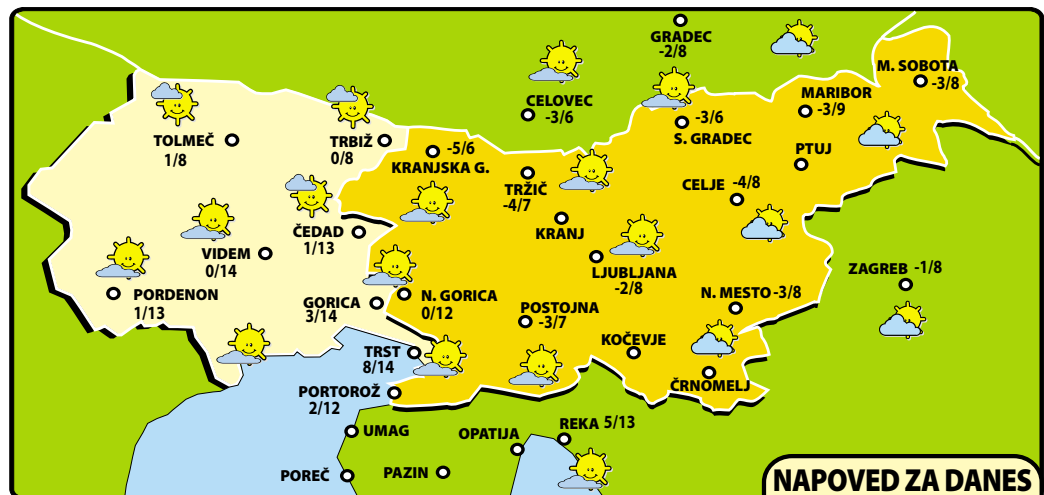 GRADEC
-2/8
M. SOBOTA
-3/8
CELOVEC
-3/6
MARIBOR
-3/9
-3/6
S. GRADEC
TOLMEČ
1/8
TRBIŽ
0/8
-5/6
KRANJSKA G.
PTUJ
TRŽIČ
-4/7
CELJE -4/8
KRANJ
ČEDAD
1/13
VIDEM
0/14
LJUBLJANA
-2/8
ZAGREB -1/8
PORDENON
1/13
GORICA
3/14
N. GORICA
0/12
POSTOJNA
-3/7
N. MESTO -3/8
TRST
8/14
KOČEVJE
ČRNOMELJ
PORTOROŽ
2/12
UMAG
OPATIJA
REKA 5/13
POREČ
PAZIN
NAPOVED ZA DANES